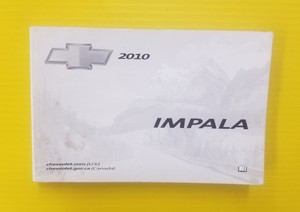 2010
IMPALA
chevrolet.com (U.S.)
chevrolet.gm.ca (Canada)